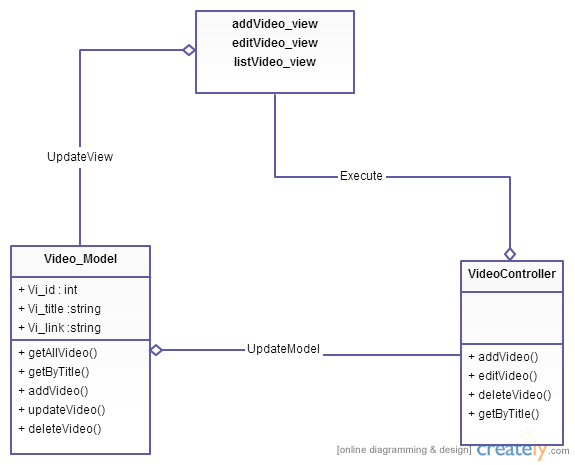 addVideo_view
editVideo_view
listVideo_view
UpdateView
Execute
Video_Model
+ Vi_id : int
+ Vi_title :string
+ Vi_link :string
+ getAllVideo()
+ getByTitle()
+ addVideo()
+ updateVideo()
+ deleteVideo()
UpdateModel
VideoController
+ addVideo()
+ editVideo()
+ deleteVideo()
+ getByTitle()
[online diagramming & design] creately.com